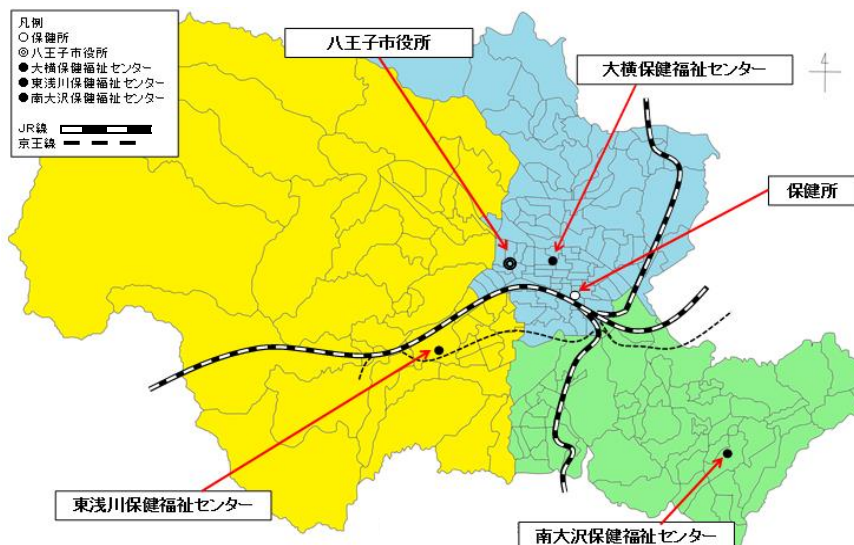 凡例
○保健所
◎八王子市役所
●大横保健福祉センター
●東浅川保健福祉センター
●南大沢保健福祉センター
JR線
京王線
八王子市役所
大横保健福祉センター
保健所
東浅川保健福祉センター
南大沢保健福祉センター